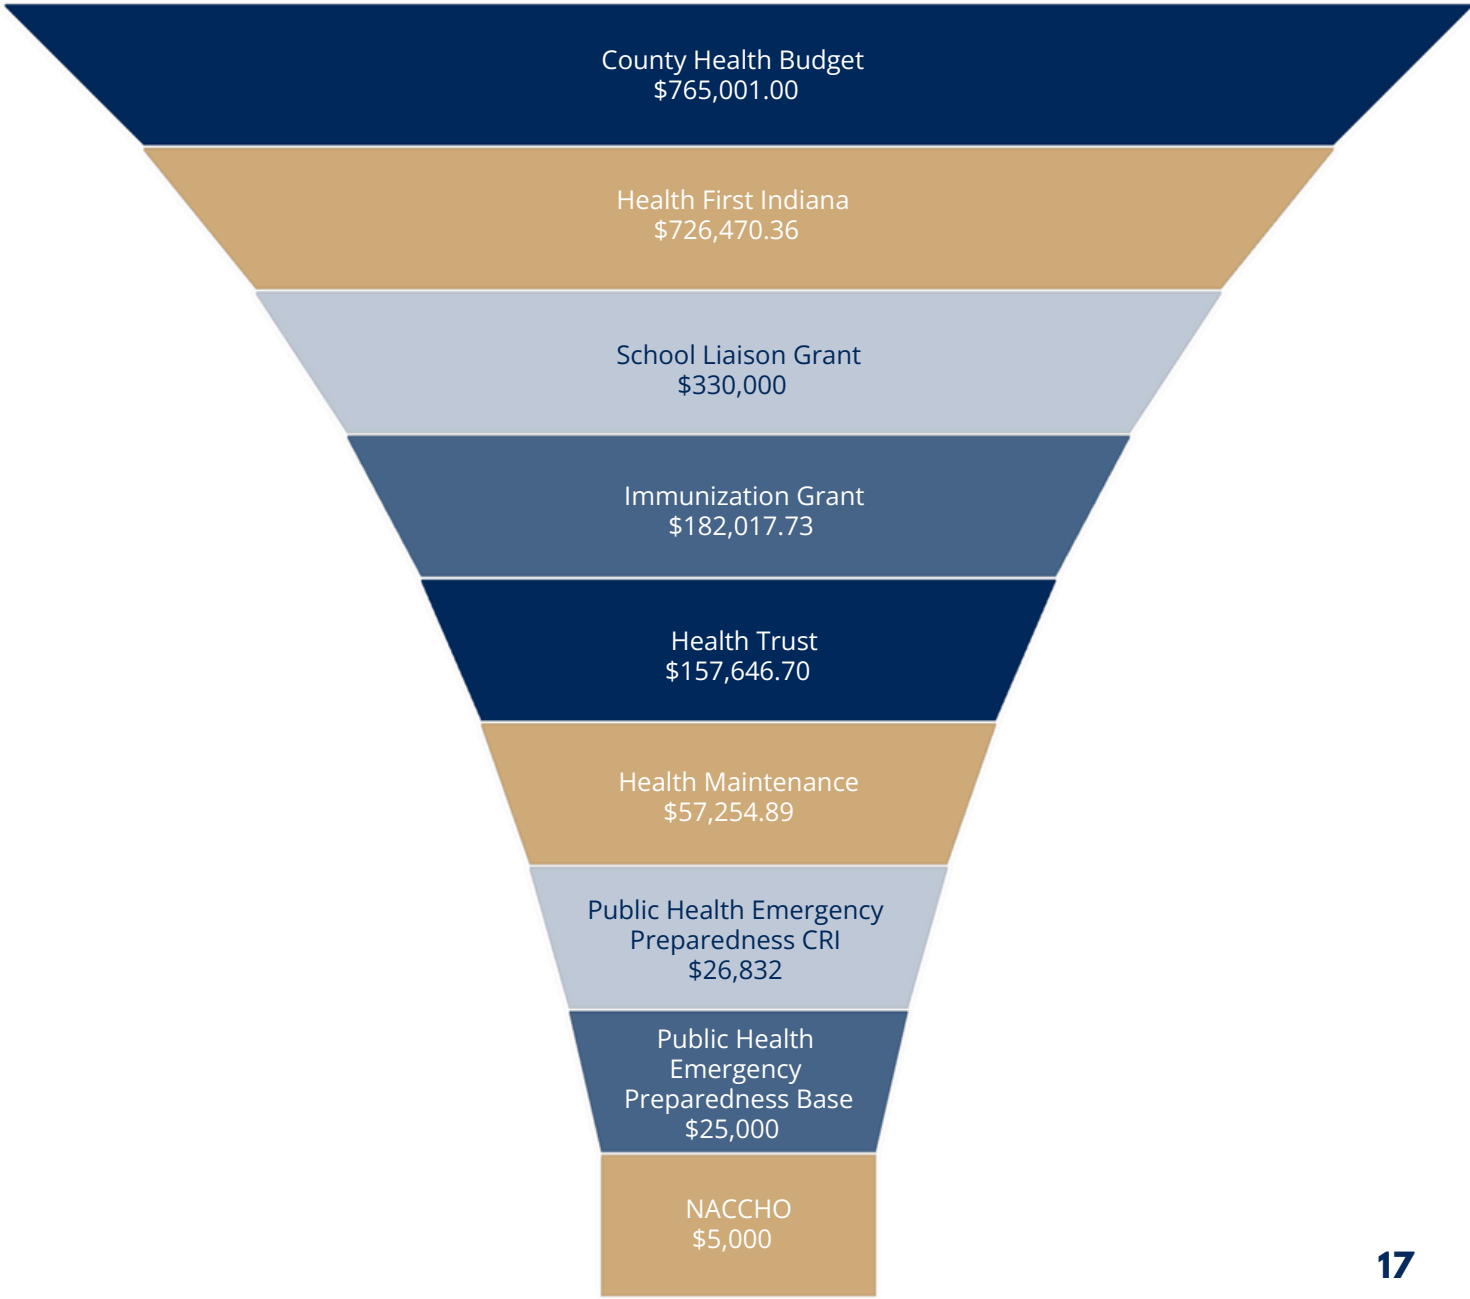 County Health Budget
$765,001.00
Health First Indiana
$726,470.36
School Liaison Grant
$330,000
Immunization Grant
$182,017.73
Health Trust
$157,646.70
Health Maintenance
$57,254.89
Public Health Emergency
Preparedness CRI
$26,832
Public Health
Emergency
Preparedness Base
$25,000
NACCHO
$5,000
17